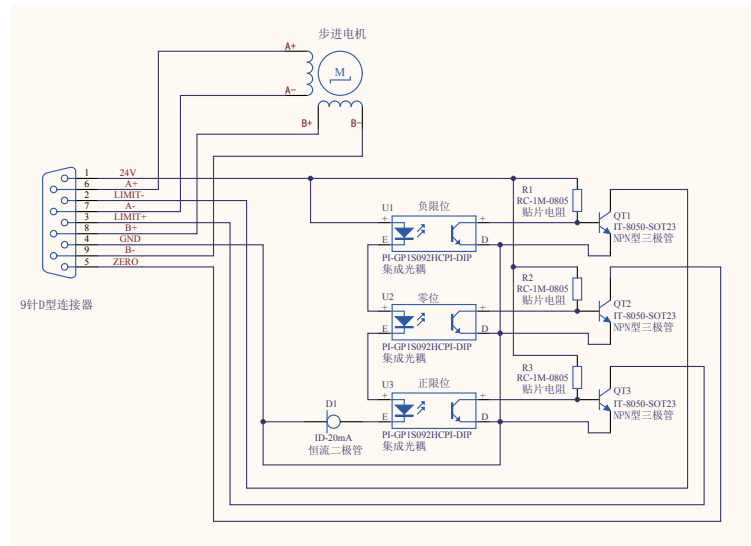 步进电机
A+
M
A-
B+
B-
1 24V
6 A+
2 LIMIT-
7 A-
3 LIMIT+
8 B+
4 GND
9 B-
5 ZERO
9针D型连接器
U1 负限位
+ +
E D
PI-GP1S092HCPI-DIP
集成光耦
R1
RC-1M-0805
贴片电阻
QT1
IT-8050-SOT23
NPN型三极管
U2 零位
+ +
E D
PI-GP1S092HCPI-DIP
集成光耦
R2
RC-1M-0805
贴片电阻
QT2
IT-8050-SOT23
NPN型三极管
U3 正限位
+ +
E D
PI-GP1S092HCPI-DIP
集成光耦
R3
RC-1M-0805
贴片电阻
QT3
IT-8050-SOT23
NPN型三极管
D1
ID-20mA
恒流二极管